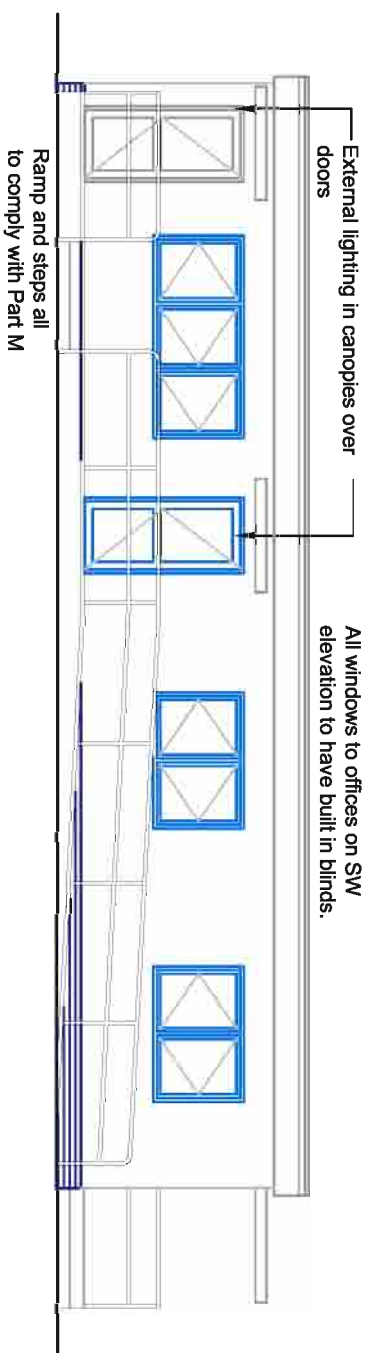 External lighting in canopies over
doors
All windows to offices on SW
elevation to have built in blinds.
Ramp and steps all
to comply with Part M